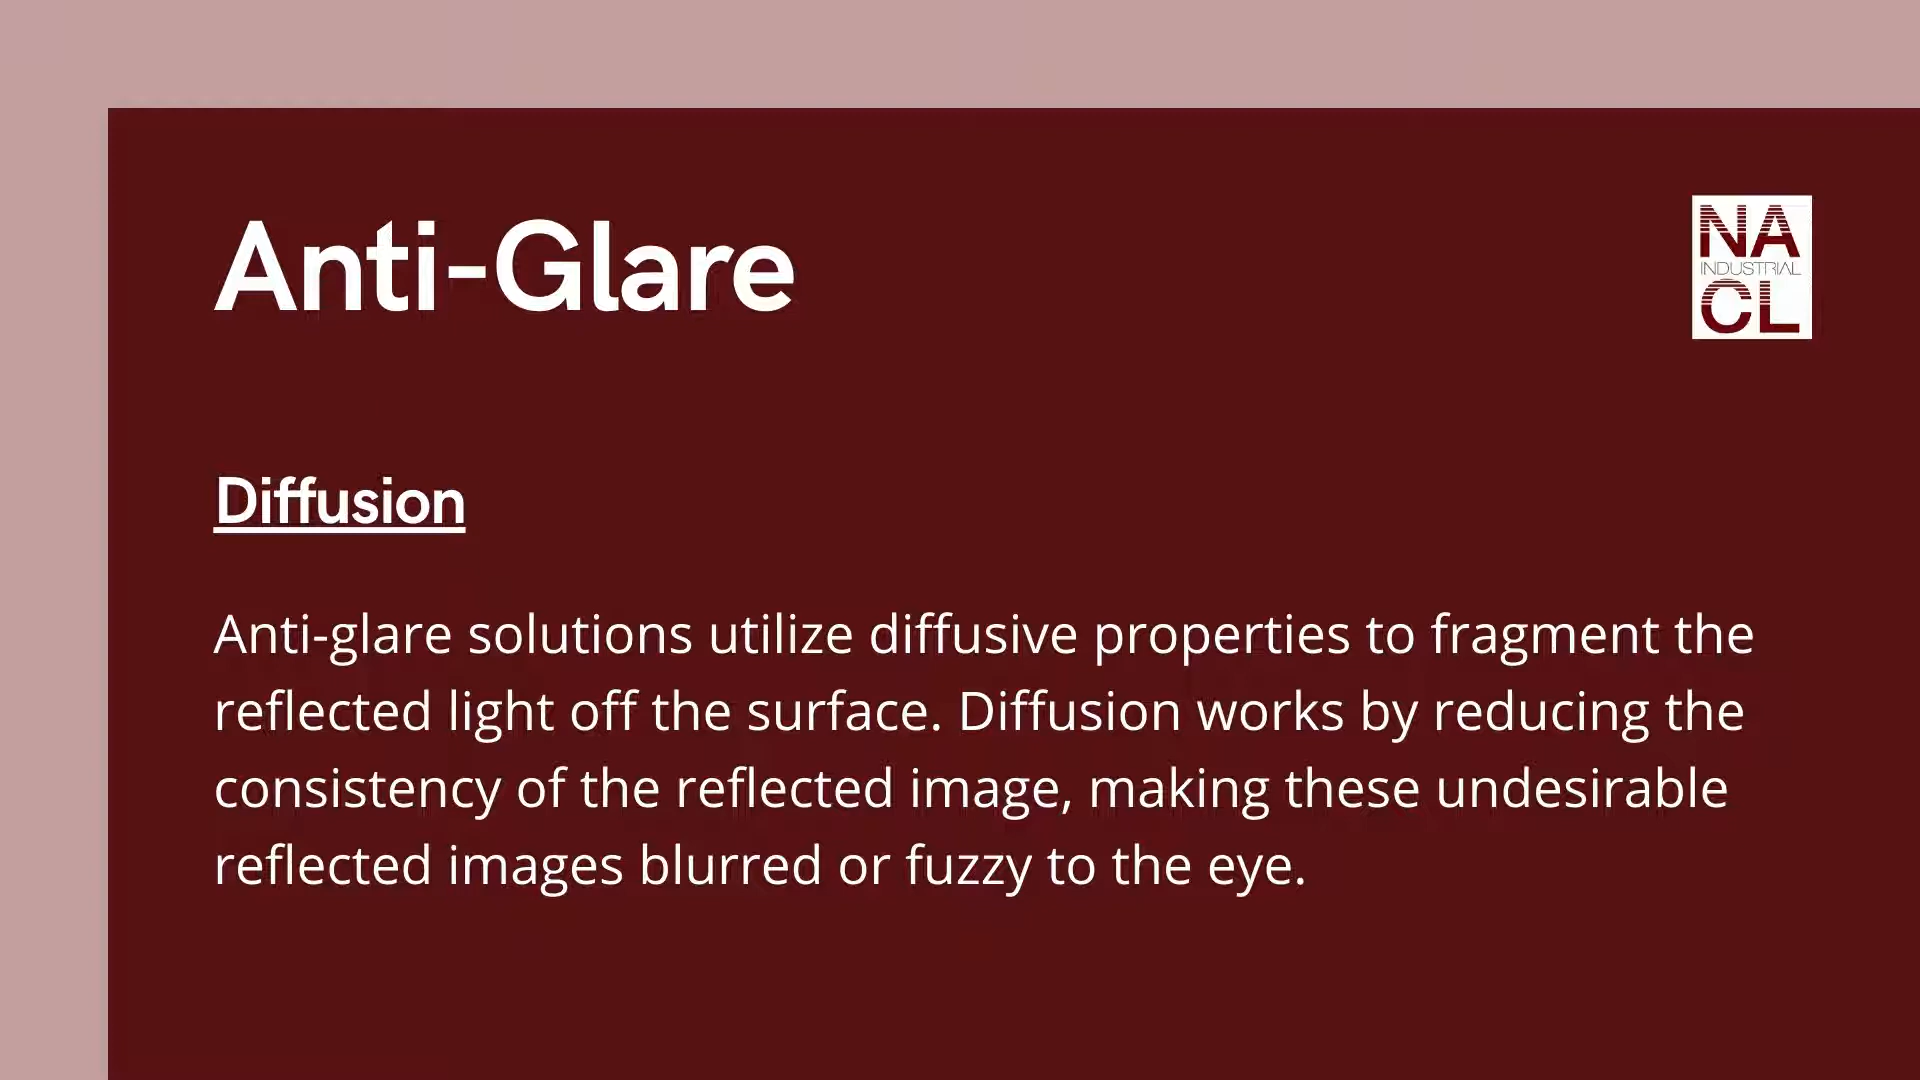 Anti-Glare
NA
INDUSTRIAL
CL
Diffusion
Anti-glare solutions utilize diffusive properties to fragment the
reflected light off the surface. Diffusion works by reducing the
consistency of the reflected image, making these undesirable
reflected images blurred or fuzzy to the eye.